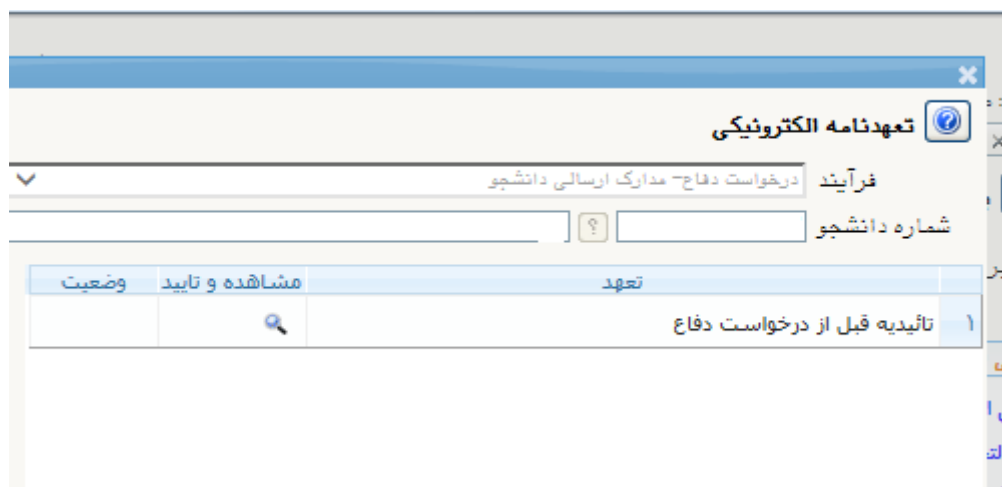 تعهدنامه الکترونیکی
فرآیند درخواست دفاع- مدارک ارسالی دانشجو
شماره دانشجو ؟
تعهد مشاهده و تایید وضعیت
۱ تائیدیه قبل از درخواست دفاع